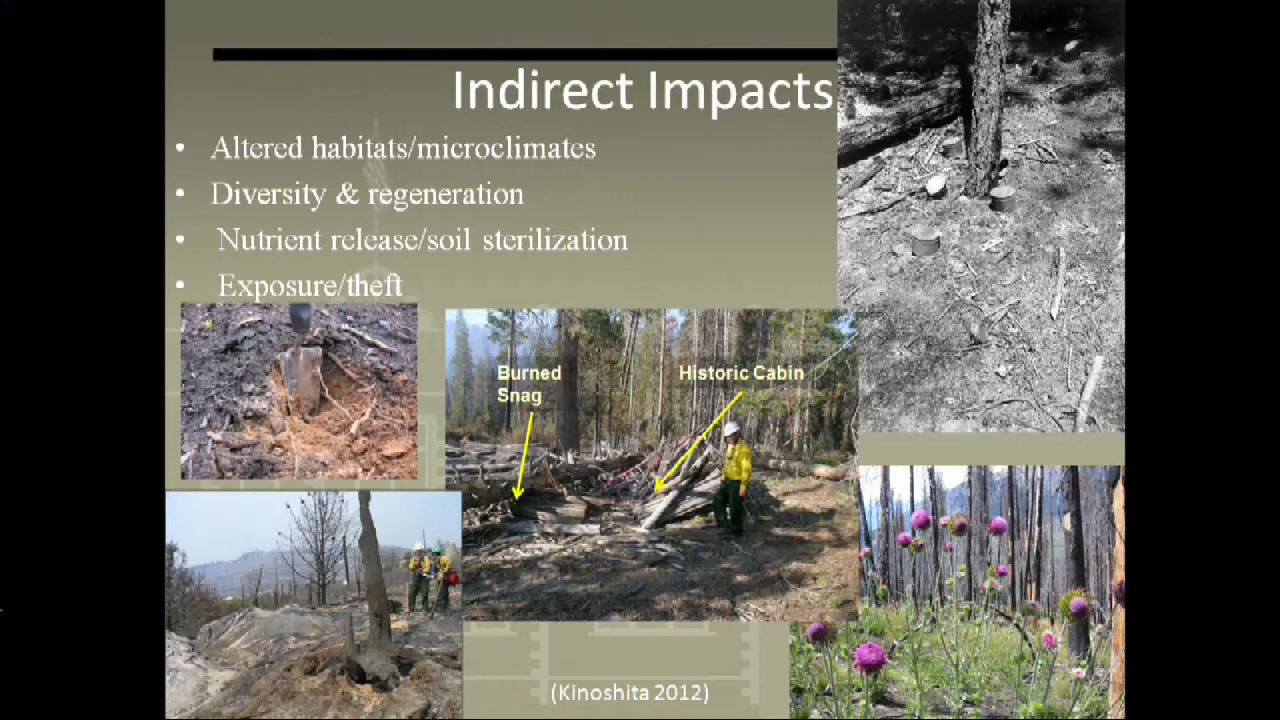 Indirect Impacts
• Altered habitats/microclimates
• Diversity & regeneration
• Nutrient release/soil sterilization
• Exposure/theft
Burned
Snag
Historic Cabin
(Kinoshita 2012)